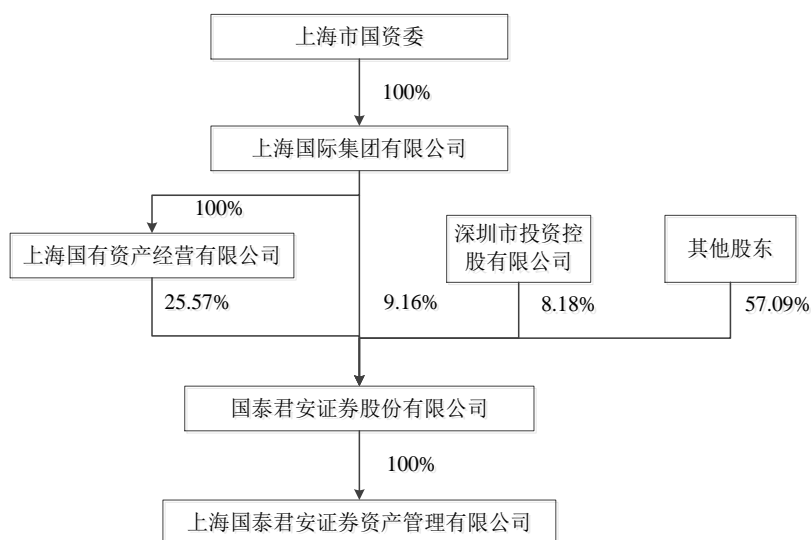 上海市国资委
100%
上海国际集团有限公司
100%
上海国有资产经营有限公司
深圳市投资控
股有限公司
其他股东
25.57%
9.16%
8.18%
57.09%
国泰君安证券股份有限公司
100%
上海国泰君安证券资产管理有限公司